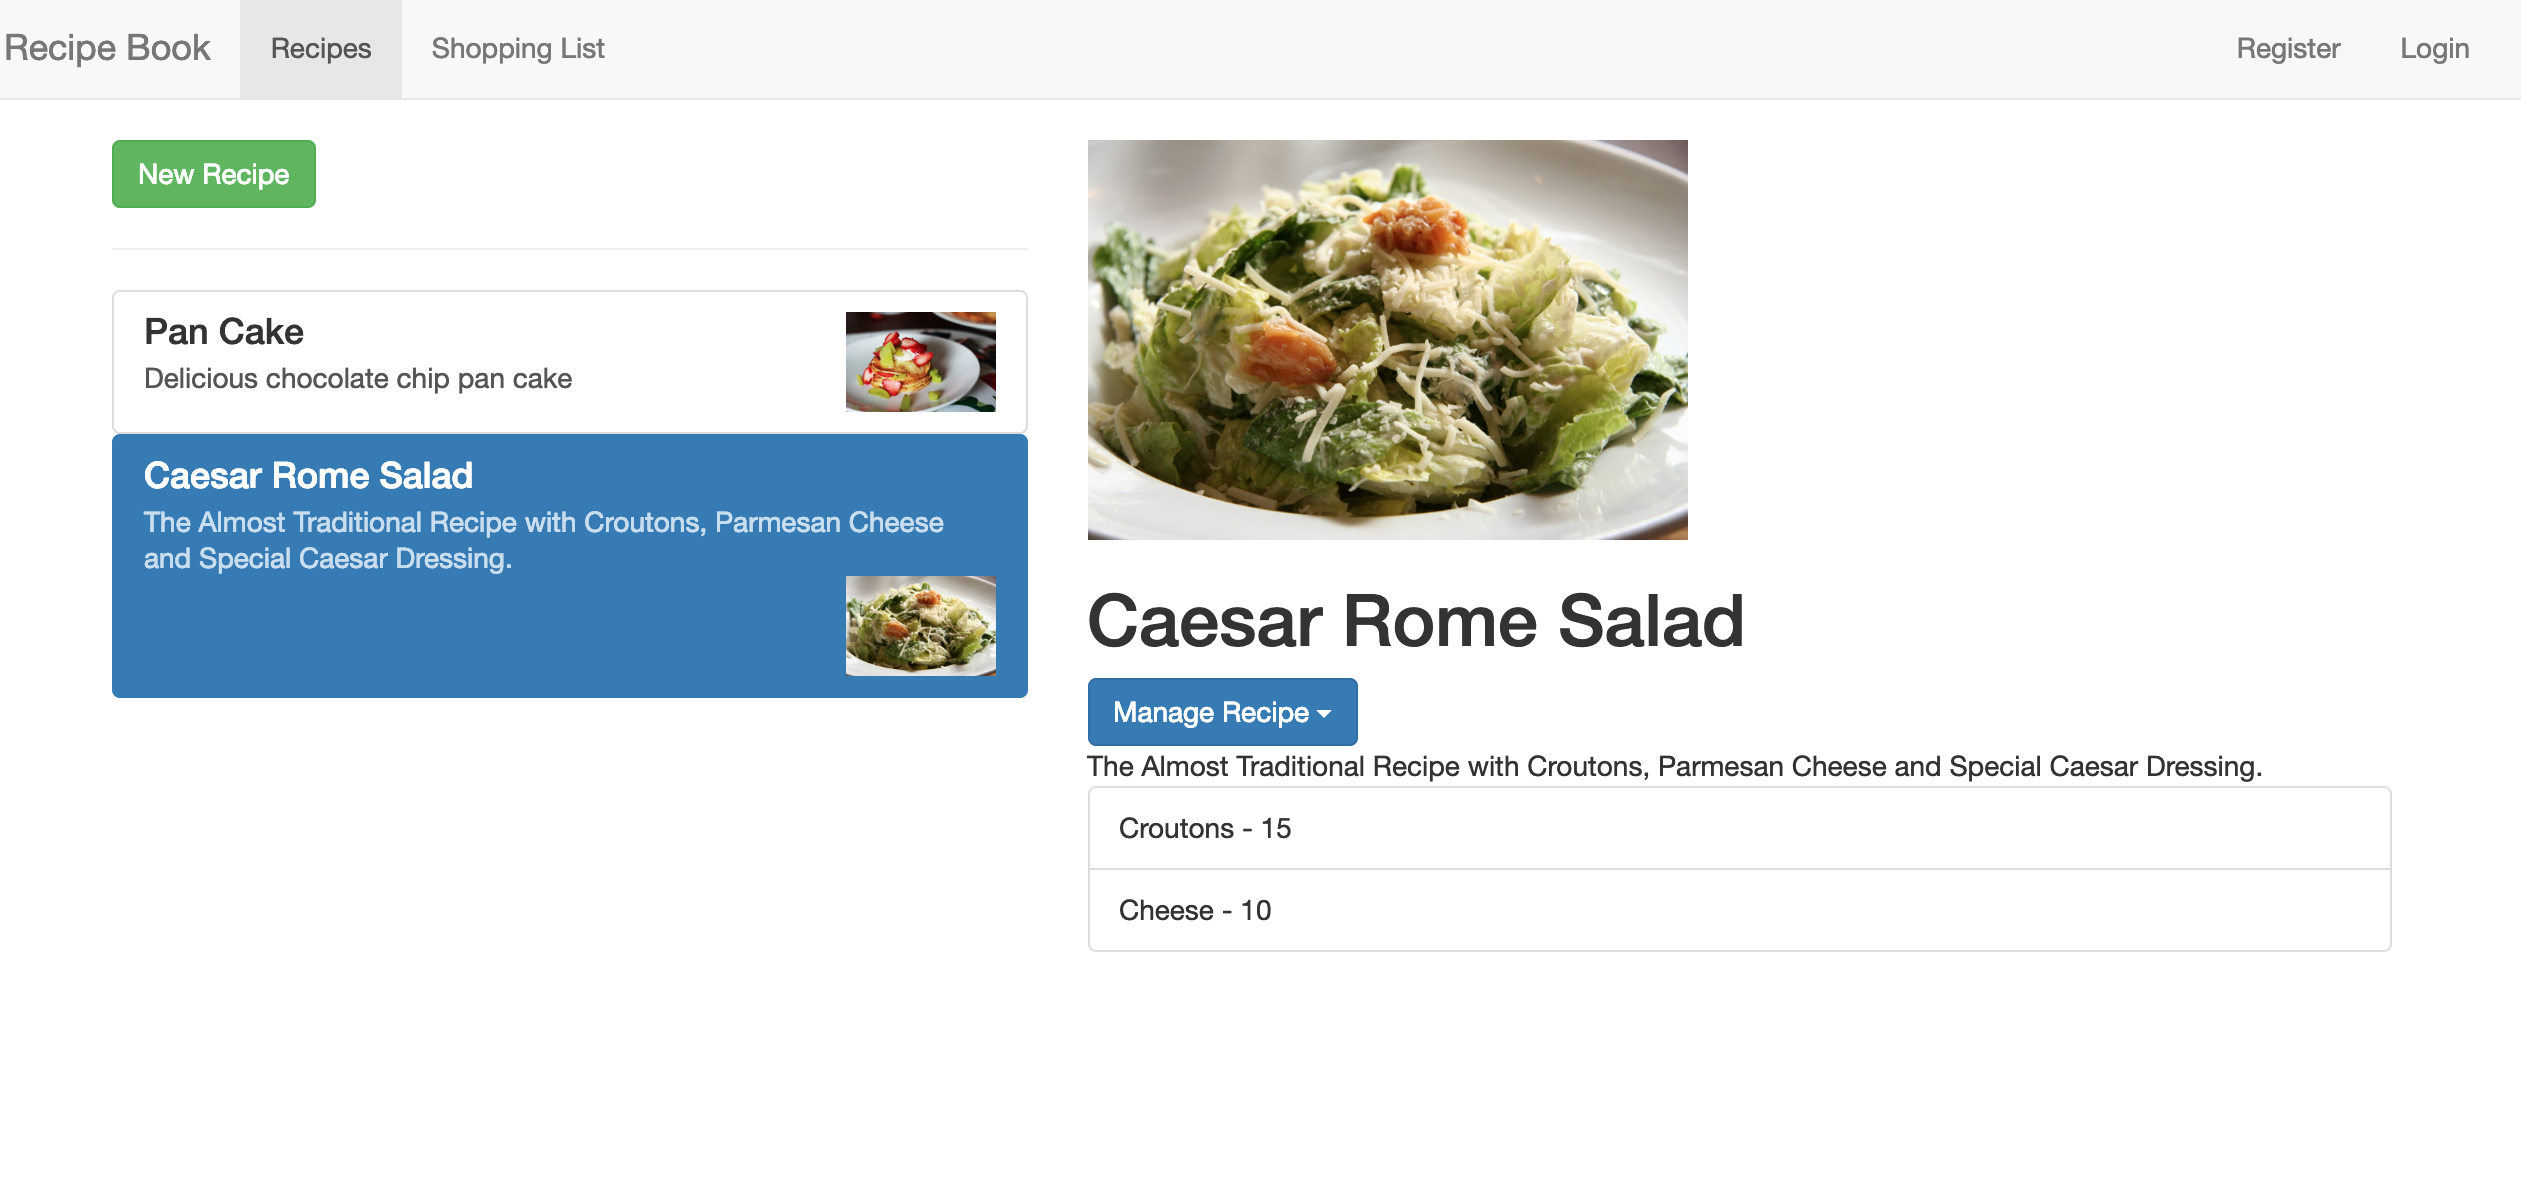 Recipe Book
Recipes
Shopping List
Register
Login
New Recipe
Pan Cake
Delicious chocolate chip pan cake
Caesar Rome Salad
The Almost Traditional Recipe with Croutons, Parmesan Cheese
and Special Caesar Dressing.
Caesar Rome Salad
Manage Recipe
The Almost Traditional Recipe with Croutons, Parmesan Cheese and Special Caesar Dressing.
Croutons - 15
Cheese - 10